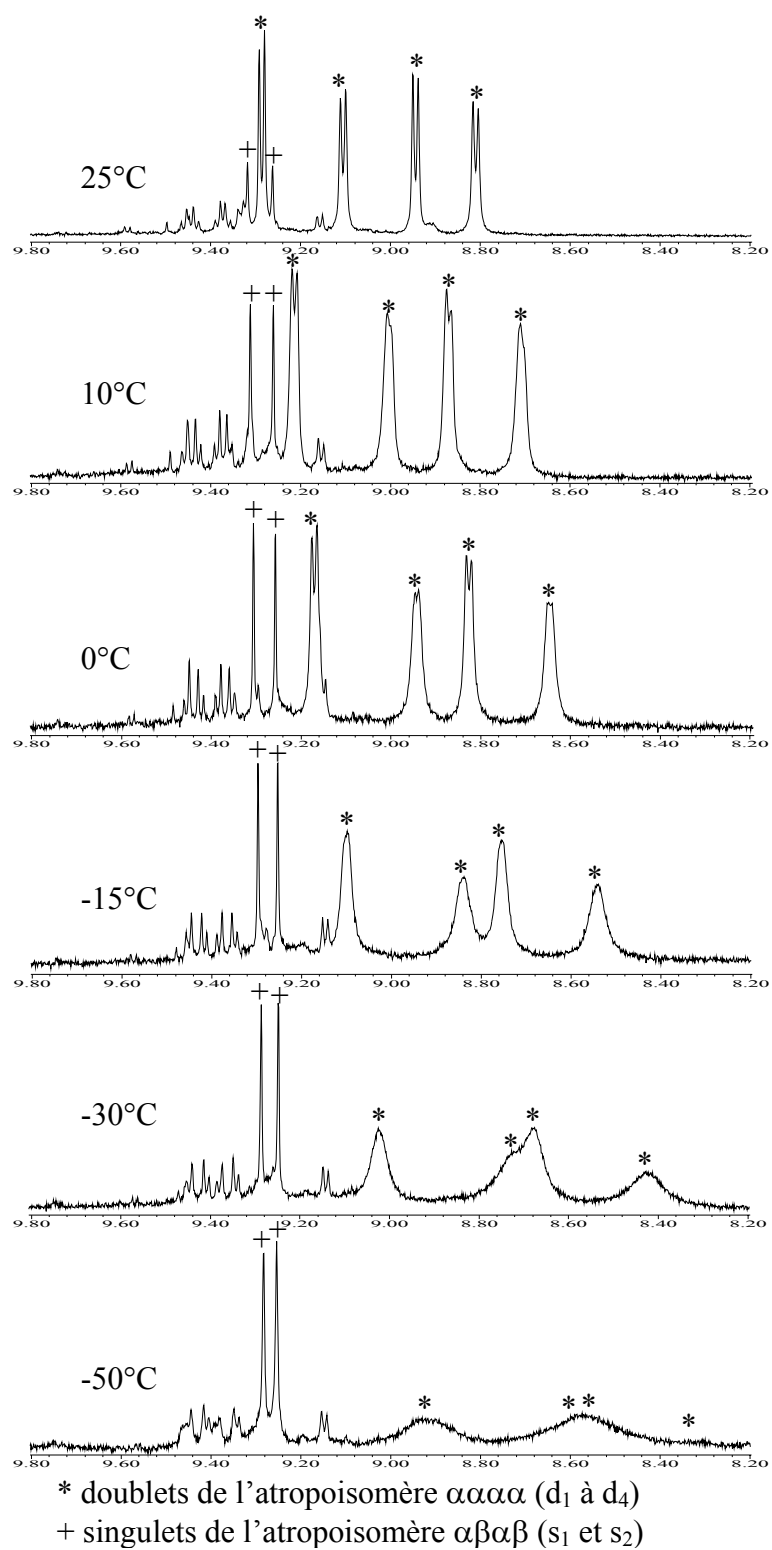 * * * *
+ +
25°C
9.80 9.60 9.40 9.20 9.00 8.80 8.60 8.40 8.20
* * * *
+ +
10°C
9.80 9.60 9.40 9.20 9.00 8.80 8.60 8.40 8.20
+ + * * * *
0°C
9.80 9.60 9.40 9.20 9.00 8.80 8.60 8.40 8.20
+ + * * * *
-15°C
9.80 9.60 9.40 9.20 9.00 8.80 8.60 8.40 8.20
+ + * * * *
-30°C
9.80 9.60 9.40 9.20 9.00 8.80 8.60 8.40 8.20
+ + * * * *
-50°C
9.80 9.60 9.40 9.20 9.00 8.80 8.60 8.40 8.20
* doublets de l’atropoisomère αααα (d₁ à d₄)
+ singulets de l’atropoisomère αβαβ (s₁ et s₂)